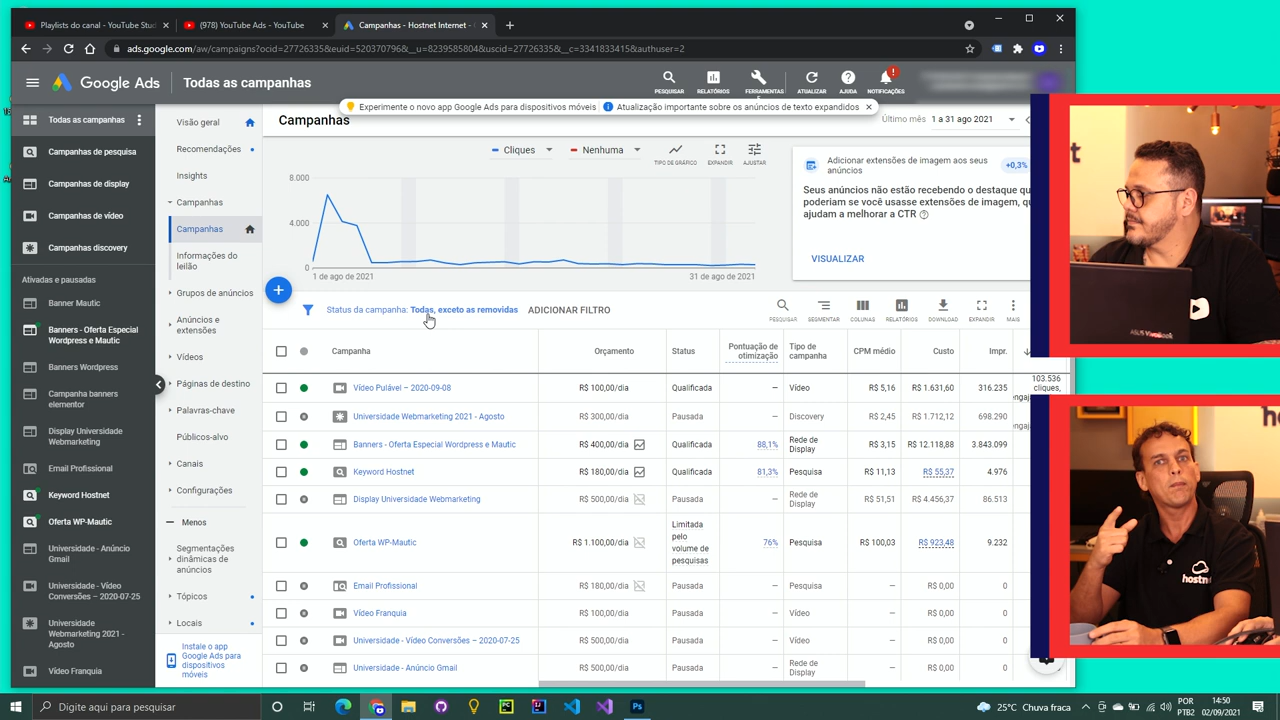 Playlists do canal - YouTube Stu
(978) YouTube Ads - YouTube
Campanhas - Hostnet Internet -
ads.google.com/aw/campaigns?ocid=27726335&euid=520370796&__u=8239585804&uscid=27726335&__c=3341833415&authuser=2
Google Ads
Todas as campanhas
PESQUISAR
RELATÓRIOS
FERRAMENTAS
ATUALIZAR
AJUDA
NOTIFICAÇÕES
Experimente o novo app Google Ads para dispositivos móveis
Atualização importante sobre os anúncios de texto expandidos
Todas as campanhas
Campanhas de pesquisa
Campanhas de display
Campanhas de vídeo
Campanhas discovery
Ativadas e pausadas
Banner Mautic
Banners - Oferta Especial
Wordpress e Mautic
Banners Wordpress
Campanha banners
elementor
Display Universidade
Webmarketing
Email Profissional
Keyword Hostnet
Oferta WP-Mautic
Universidade - Anúncio
Gmail
Universidade - Vídeo
Conversões – 2020-07-25
Universidade
Webmarketing 2021 -
Agosto
Vídeo Franquia
Visão geral
Recomendações
Insights
Campanhas
Campanhas
Informações do
leilão
Grupos de anúncios
Anúncios e
extensões
Vídeos
Páginas de destino
Palavras-chave
Públicos-alvo
Canais
Configurações
Menos
Segmentações
dinâmicas de
anúncios
Tópicos
Locais
Instale o app
Google Ads para
dispositivos
móveis
Campanhas
Último mês
1 a 31 ago 2021
Cliques
Nenhuma
TIPO DE GRÁFICO
EXPANDIR
AJUSTAR
8.000
4.000
0
1 de ago de 2021
31 de ago de 2021
Adicionar extensões de imagem aos seus
anúncios
+0,3%
Seus anúncios não estão recebendo o destaque qu
poderiam se você usasse extensões de imagem, qu
ajudam a melhorar a CTR
VISUALIZAR
Status da campanha: Todas, exceto as removidas
ADICIONAR FILTRO
PESQUISAR
SEGMENTAR
COLUNAS
RELATÓRIOS
DOWNLOAD
EXPANDIR
MAIS
Campanha
Orçamento
Status
Pontuação de
otimização
Tipo de
campanha
CPM médio
Custo
Impr.
Vídeo Pulável – 2020-09-08
R$ 100,00/dia
Qualificada
—
Vídeo
R$ 5,16
R$ 1.631,60
316.235
103.536
cliques,
Universidade Webmarketing 2021 - Agosto
R$ 300,00/dia
Pausada
—
Discovery
R$ 2,45
R$ 1.712,12
698.290
Banners - Oferta Especial Wordpress e Mautic
R$ 400,00/dia
Qualificada
88,1%
Rede de
Display
R$ 3,15
R$ 12.118,88
3.843.099
Keyword Hostnet
R$ 180,00/dia
Qualificada
81,3%
Pesquisa
R$ 11,13
R$ 55,37
4.976
Display Universidade Webmarketing
R$ 500,00/dia
Pausada
—
Rede de
Display
R$ 51,51
R$ 4.456,37
86.513
Oferta WP-Mautic
R$ 1.100,00/dia
Limitada
pelo
volume de
pesquisas
76%
Pesquisa
R$ 100,03
R$ 923,48
9.232
Email Profissional
R$ 180,00/dia
Pausada
—
Pesquisa
—
R$ 0,00
0
Vídeo Franquia
R$ 100,00/dia
Pausada
—
Vídeo
—
R$ 0,00
0
Universidade - Vídeo Conversões – 2020-07-25
R$ 500,00/dia
Pausada
—
Vídeo
—
R$ 0,00
0
Universidade - Anúncio Gmail
R$ 500,00/dia
Pausada
—
Rede de
Display
—
R$ 0,00
0
ASUS VivoBook
hostn
Digite aqui para pesquisar
25°C Chuva fraca
POR
PTB2
14:50
02/09/2021